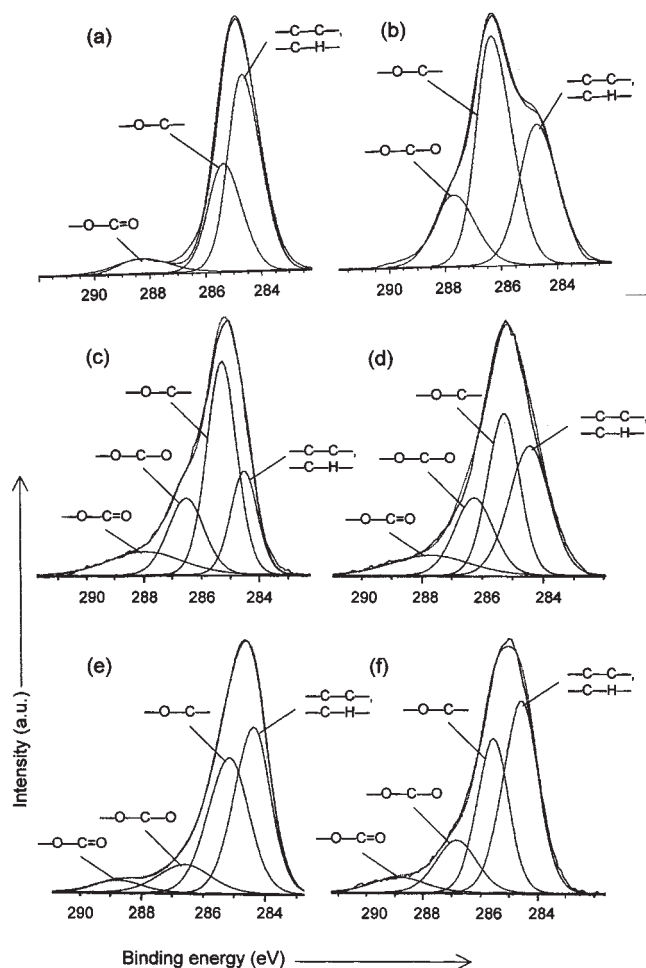 (a)
—C—C—,
—C—H—
—O—C—
—O—C=O
290 288 286 284
(b)
—O—C—
—C—C—,
—C—H—
—O—C—O
290 288 286 284
(c)
—O—C—
—O—C—O
—C—C—,
—C—H—
—O—C=O
290 288 286 284
(d)
—O—C—
—C—C—,
—C—H—
—O—C—O
—O—C=O
290 288 286 284
(e)
—O—C—
—C—C—,
—C—H—
—O—C—O
—O—C=O
290 288 286 284
(f)
—C—C—,
—C—H—
—O—C—
—O—C—O
—O—C=O
290 288 286 284
Intensity (a.u.)
Binding energy (eV)